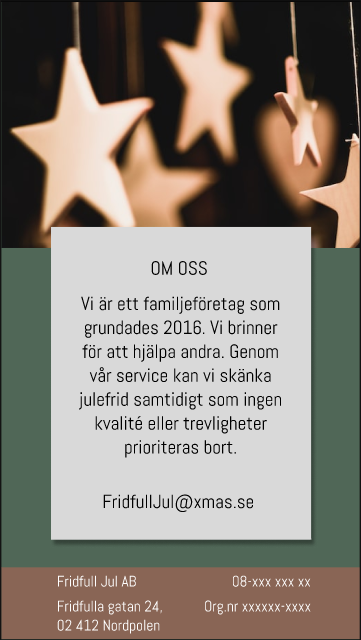 OM OSS
Vi är ett familjeföretag som
grundades 2016. Vi brinner
för att hjälpa andra. Genom
vår service kan vi skänka
julefrid samtidigt som ingen
kvalité eller trevligheter
prioriteras bort.
FridfullJul@xmas.se
Fridfull Jul AB
08-xxx xxx xx
Fridfulla gatan 24,
Org.nr xxxxxx-xxxx
02 412 Nordpolen